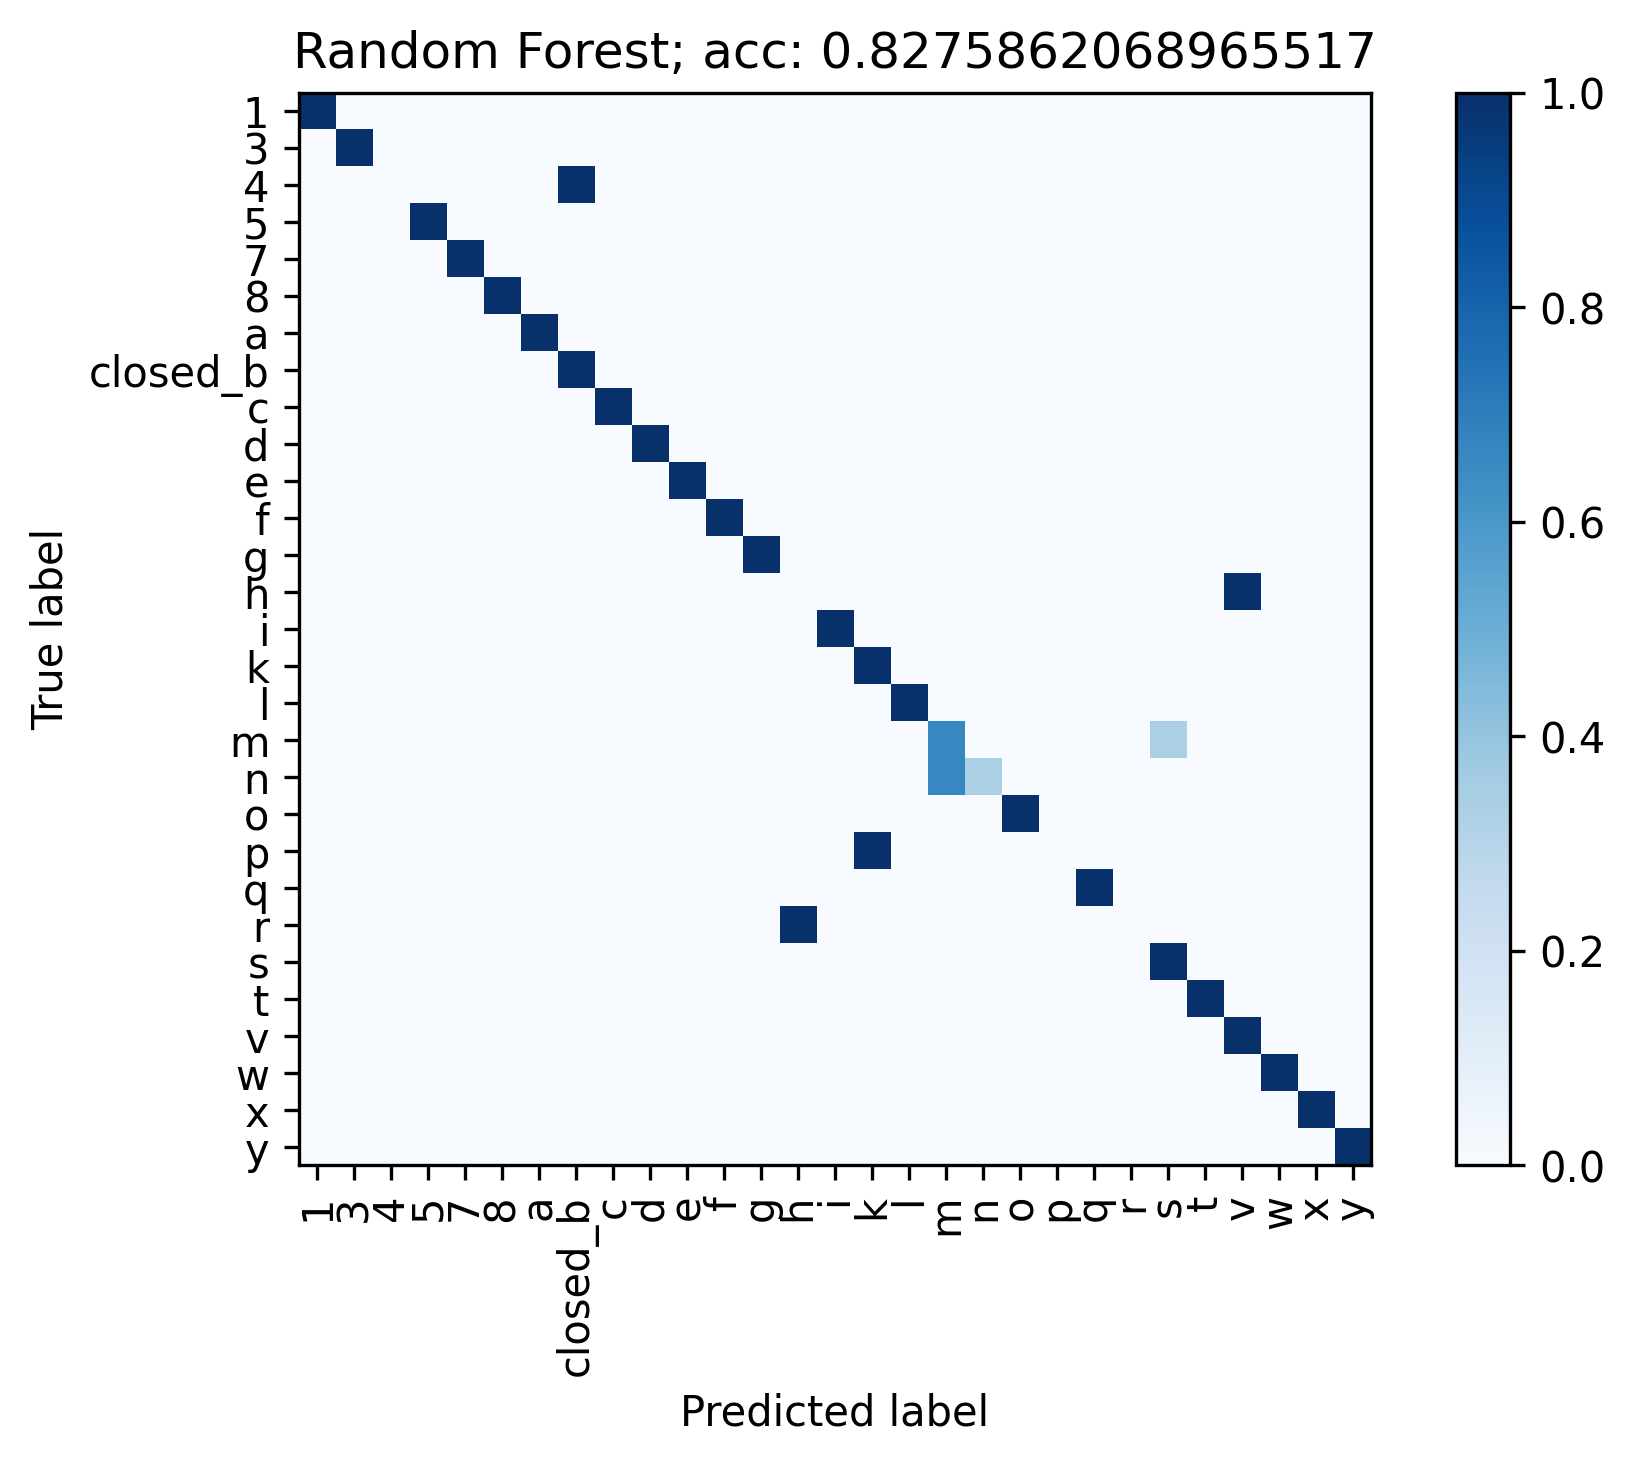 Random Forest; acc: 0.8275862068965517
True label
1
3
4
5
7
8
a
closed_b
c
d
e
f
g
h
i
k
l
m
n
o
p
q
r
s
t
v
w
x
y
1 3 4 5 7 8 a closed_b c d e f g h i k l m n o p q r s t v w x y
Predicted label
1.0
0.8
0.6
0.4
0.2
0.0